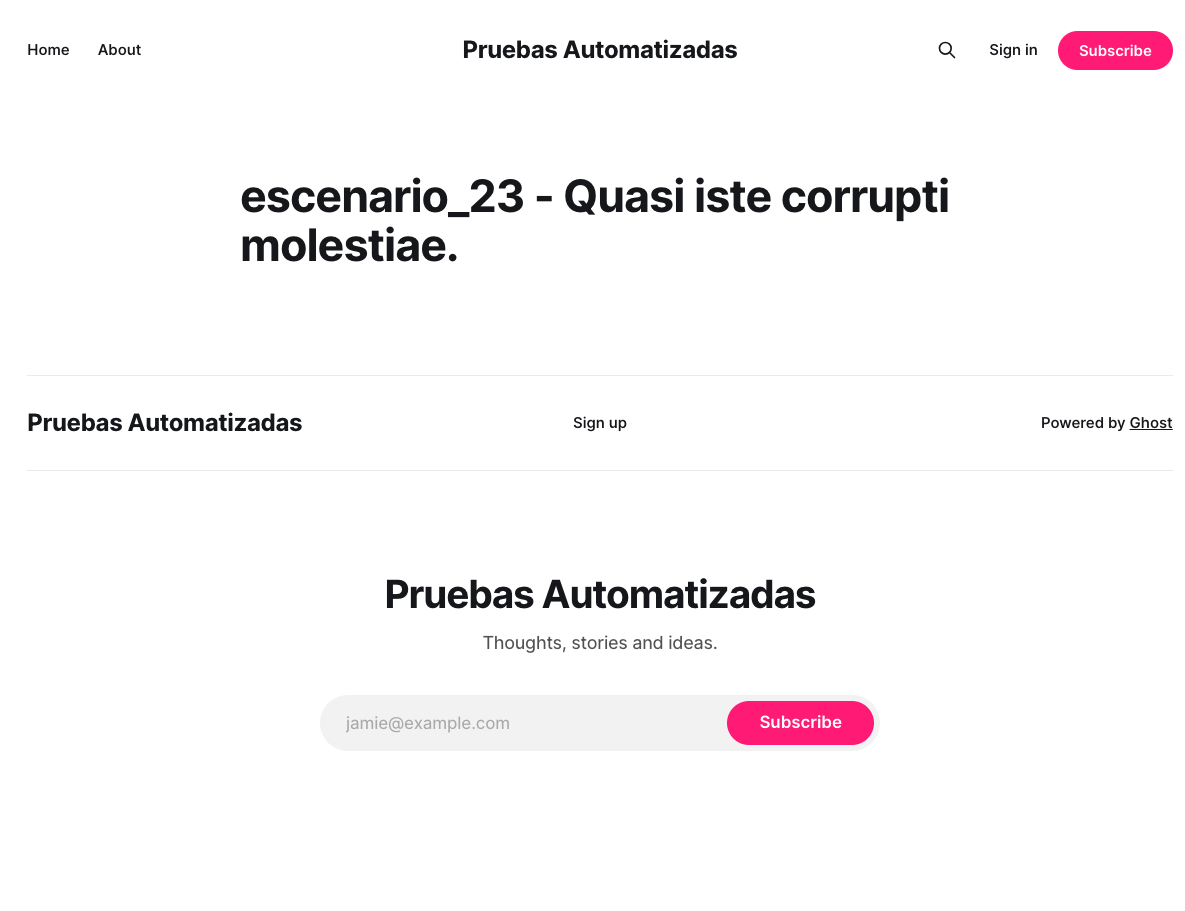 Home About Pruebas Automatizadas Sign in Subscribe
escenario_23 - Quasi iste corrupti
molestiae.
Pruebas Automatizadas Sign up Powered by Ghost
Pruebas Automatizadas
Thoughts, stories and ideas.
jamie@example.com Subscribe